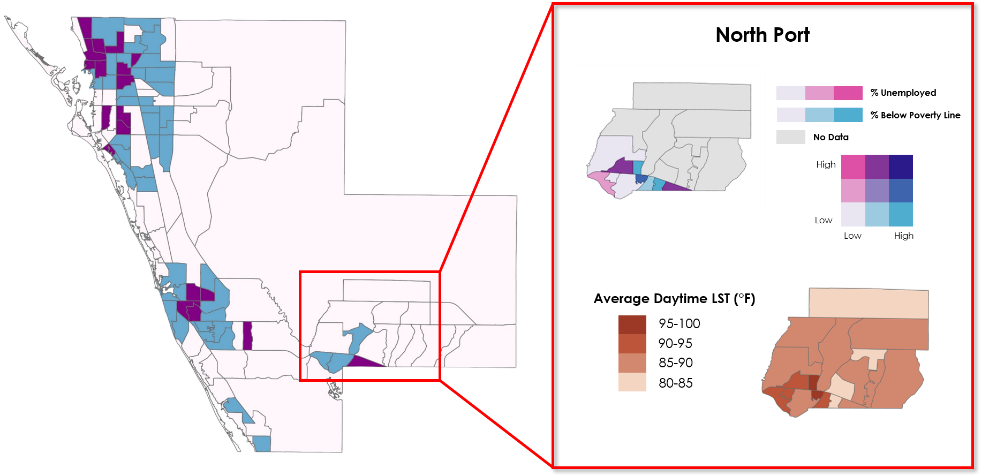 North Port
% Unemployed
% Below Poverty Line
No Data
High
Low
Low High
Average Daytime LST (°F)
95-100
90-95
85-90
80-85